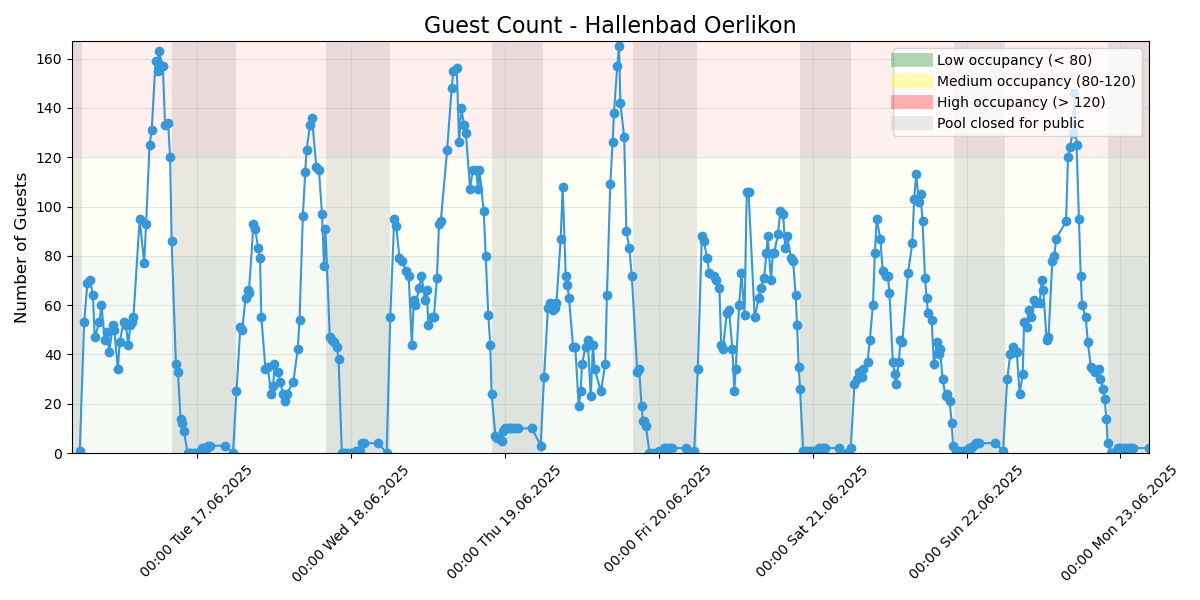 Guest Count - Hallenbad Oerlikon
Number of Guests
160
140
120
100
80
60
40
20
0
Low occupancy (< 80)
Medium occupancy (80-120)
High occupancy (> 120)
Pool closed for public
00:00 Tue 17.06.2025
00:00 Wed 18.06.2025
00:00 Thu 19.06.2025
00:00 Fri 20.06.2025
00:00 Sat 21.06.2025
00:00 Sun 22.06.2025
00:00 Mon 23.06.2025